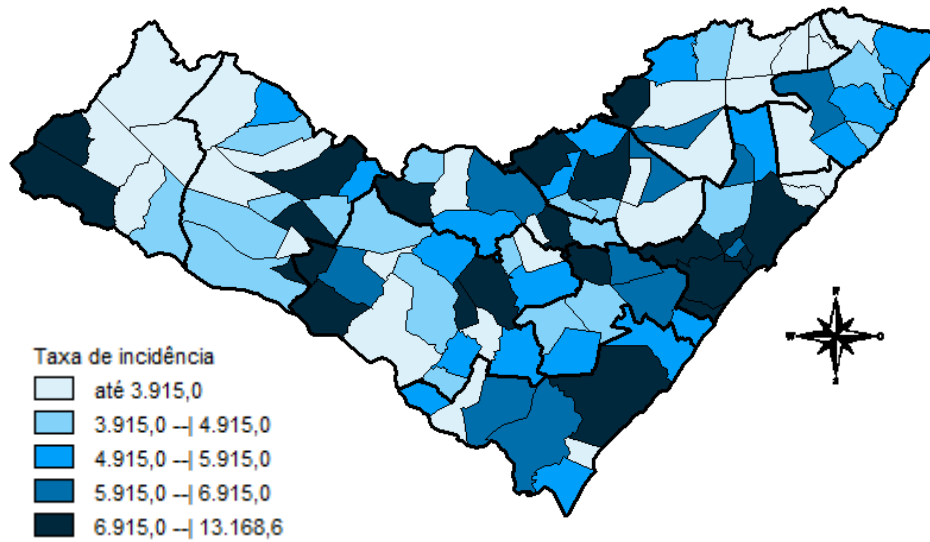 Taxa de incidência
até 3.915,0
3.915,0 --| 4.915,0
4.915,0 --| 5.915,0
5.915,0 --| 6.915,0
6.915,0 --| 13.168,6